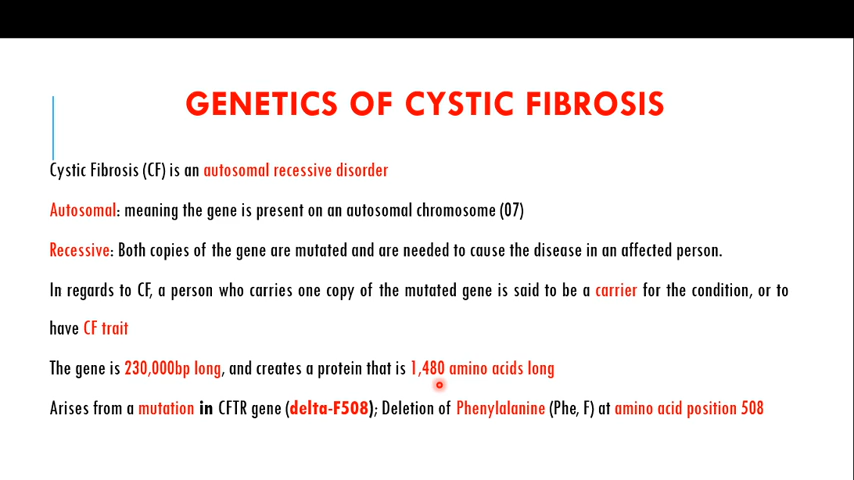 GENETICS OF CYSTIC FIBROSIS
Cystic Fibrosis (CF) is an autosomal recessive disorder
Autosomal: meaning the gene is present on an autosomal chromosome (07)
Recessive: Both copies of the gene are mutated and are needed to cause the disease in an affected person.
In regards to CF, a person who carries one copy of the mutated gene is said to be a carrier for the condition, or to
have CF trait
The gene is 230,000bp long, and creates a protein that is 1,480 amino acids long
Arises from a mutation in CFTR gene (delta-F508); Deletion of Phenylalanine (Phe, F) at amino acid position 508